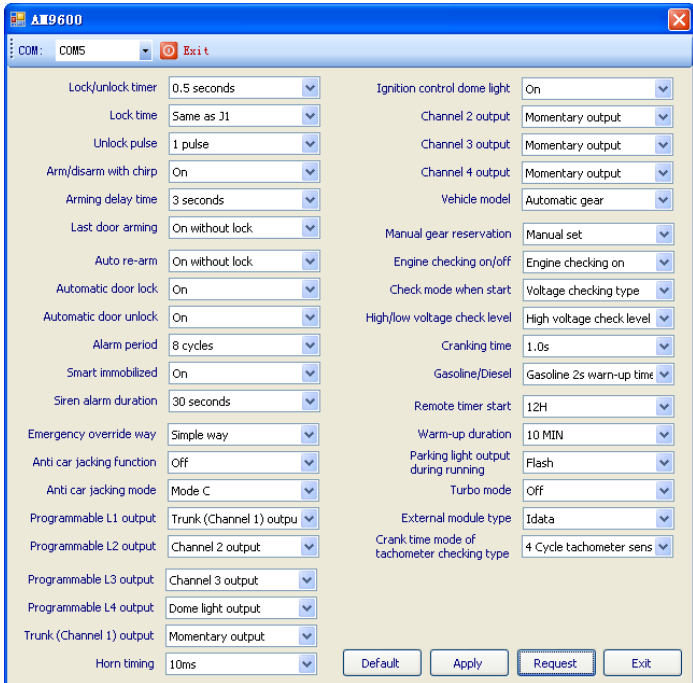 AM9600
COM: COM5 Exit
Lock/unlock timer 0.5 seconds
Lock time Same as J1
Unlock pulse 1 pulse
Arm/disarm with chirp On
Arming delay time 3 seconds
Last door arming On without lock
Auto re-arm On without lock
Automatic door lock On
Automatic door unlock On
Alarm period 8 cycles
Smart immobilized On
Siren alarm duration 30 seconds
Emergency override way Simple way
Anti car jacking function Off
Anti car jacking mode Mode C
Programmable L1 output Trunk (Channel 1) outpu
Programmable L2 output Channel 2 output
Programmable L3 output Channel 3 output
Programmable L4 output Dome light output
Trunk (Channel 1) output Momentary output
Horn timing 10ms
Ignition control dome light On
Channel 2 output Momentary output
Channel 3 output Momentary output
Channel 4 output Momentary output
Vehicle model Automatic gear
Manual gear reservation Manual set
Engine checking on/off Engine checking on
Check mode when start Voltage checking type
High/low voltage check level High voltage check level
Cranking time 1.0s
Gasoline/Diesel Gasoline 2s warn-up time
Remote timer start 12H
Warm-up duration 10 MIN
Parking light output
during running Flash
Turbo mode Off
External module type Idata
Crank time mode of
tachometer checking type 4 Cycle tachometer sens
Default Apply Request Exit